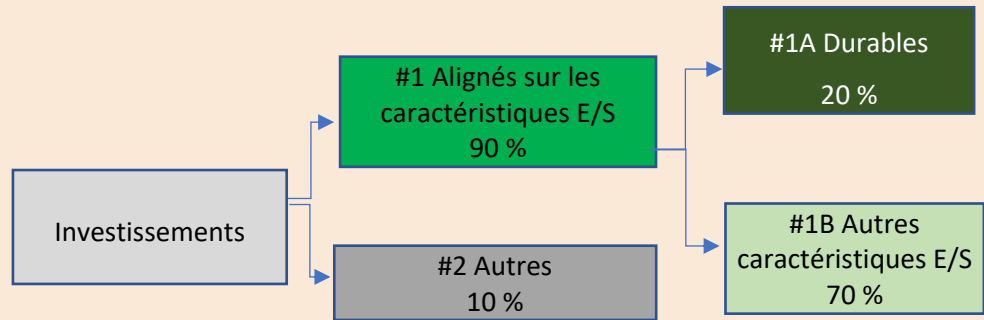 Investissements
#1 Alignés sur les
caractéristiques E/S
90 %
#2 Autres
10 %
#1A Durables
20 %
#1B Autres
caractéristiques E/S
70 %